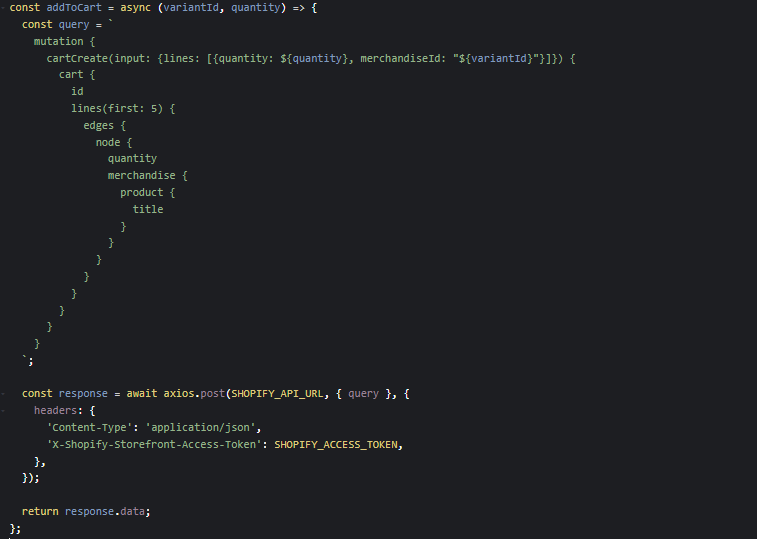 const addToCart = async (variantId, quantity) => {
  const query = `
    mutation {
      cartCreate(input: {lines: [{quantity: ${quantity}, merchandiseId: "${variantId}"}]}) {
        cart {
          id
          lines(first: 5) {
            edges {
              node {
                quantity
                merchandise {
                  product {
                    title
                  }
                }
              }
            }
          }
        }
      }
    }
  `;

  const response = await axios.post(SHOPIFY_API_URL, { query }, {
    headers: {
      'Content-Type': 'application/json',
      'X-Shopify-Storefront-Access-Token': SHOPIFY_ACCESS_TOKEN,
    },
  });

  return response.data;
};